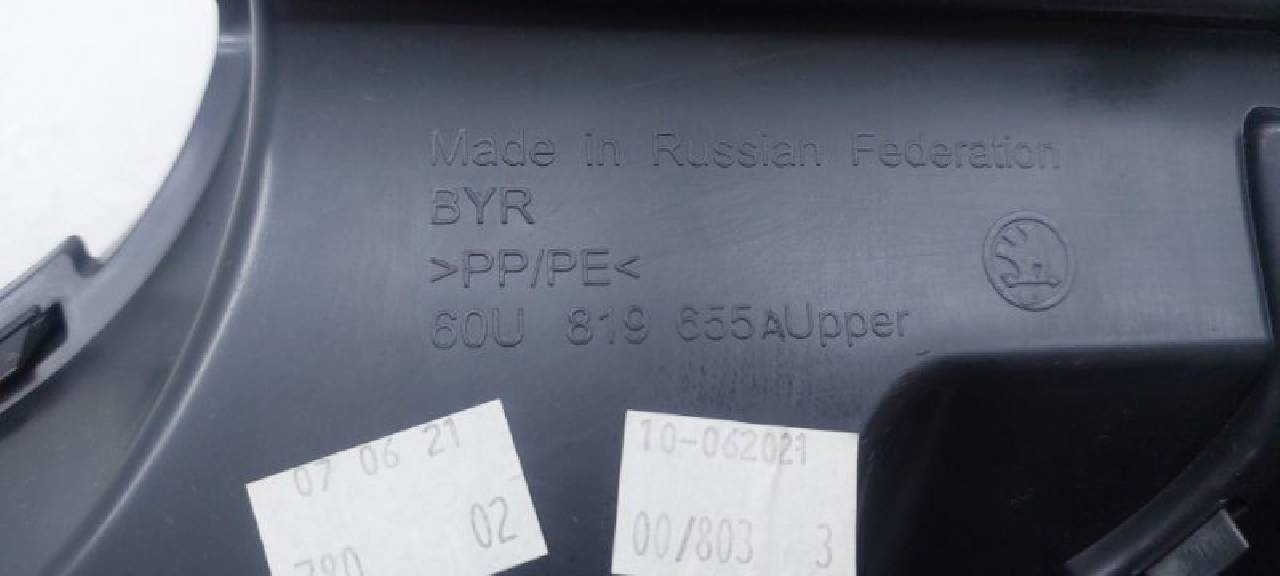 Made in Russian Federation
BYR
>PP/PE<
60U 819 655AUpper
07 06 21
02
780
10-062021
00/803 3